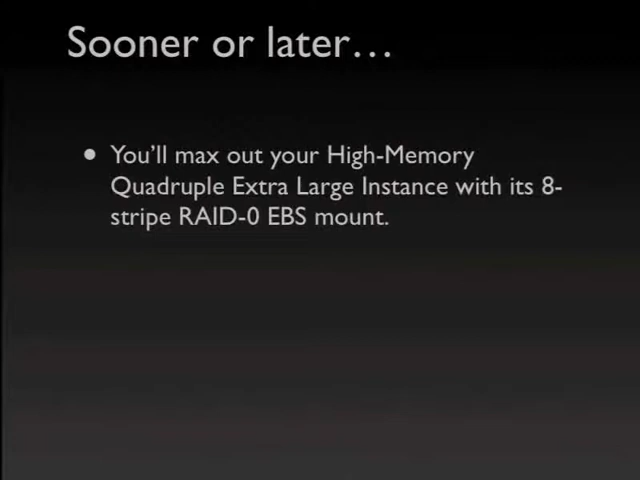 Sooner or later…
• You'll max out your High-Memory
Quadruple Extra Large Instance with its 8-
stripe RAID-0 EBS mount.